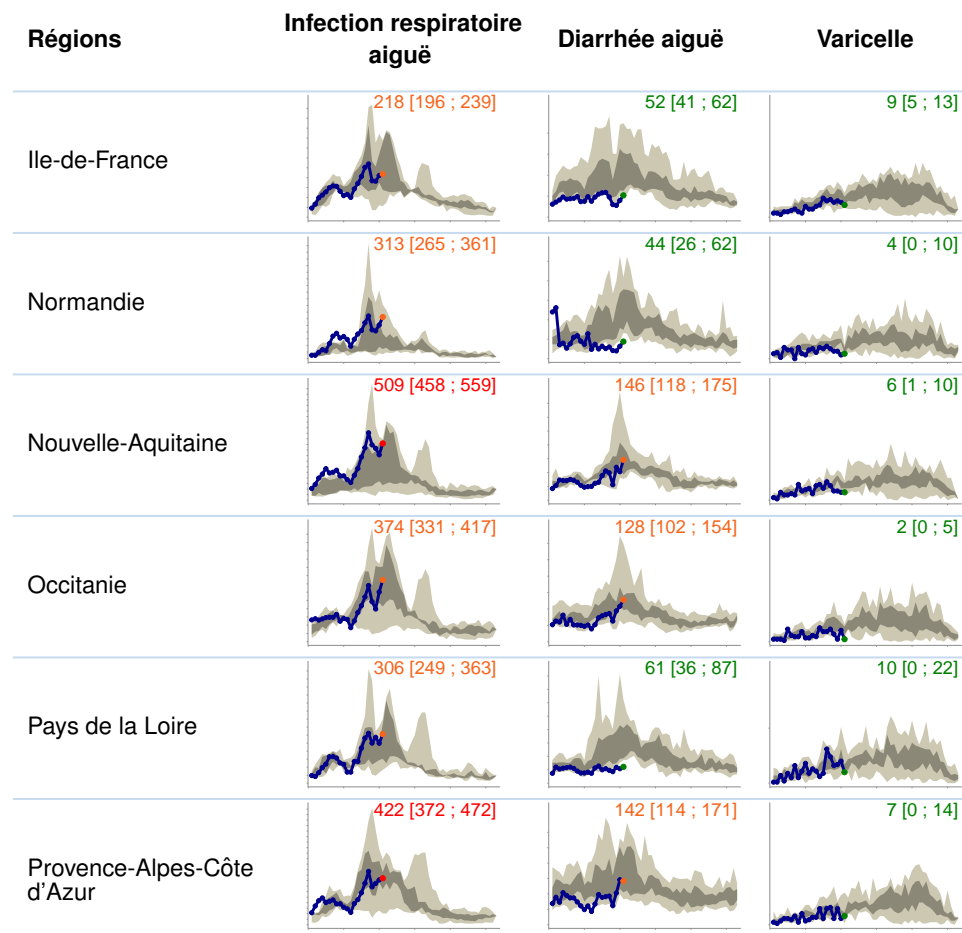 Régions
Infection respiratoire
aiguë
Diarrhée aiguë
Varicelle
Ile-de-France
218 [196 ; 239]
52 [41 ; 62]
9 [5 ; 13]
Normandie
313 [265 ; 361]
44 [26 ; 62]
4 [0 ; 10]
Nouvelle-Aquitaine
509 [458 ; 559]
146 [118 ; 175]
6 [1 ; 10]
Occitanie
374 [331 ; 417]
128 [102 ; 154]
2 [0 ; 5]
Pays de la Loire
306 [249 ; 363]
61 [36 ; 87]
10 [0 ; 22]
Provence-Alpes-Côte
d'Azur
422 [372 ; 472]
142 [114 ; 171]
7 [0 ; 14]